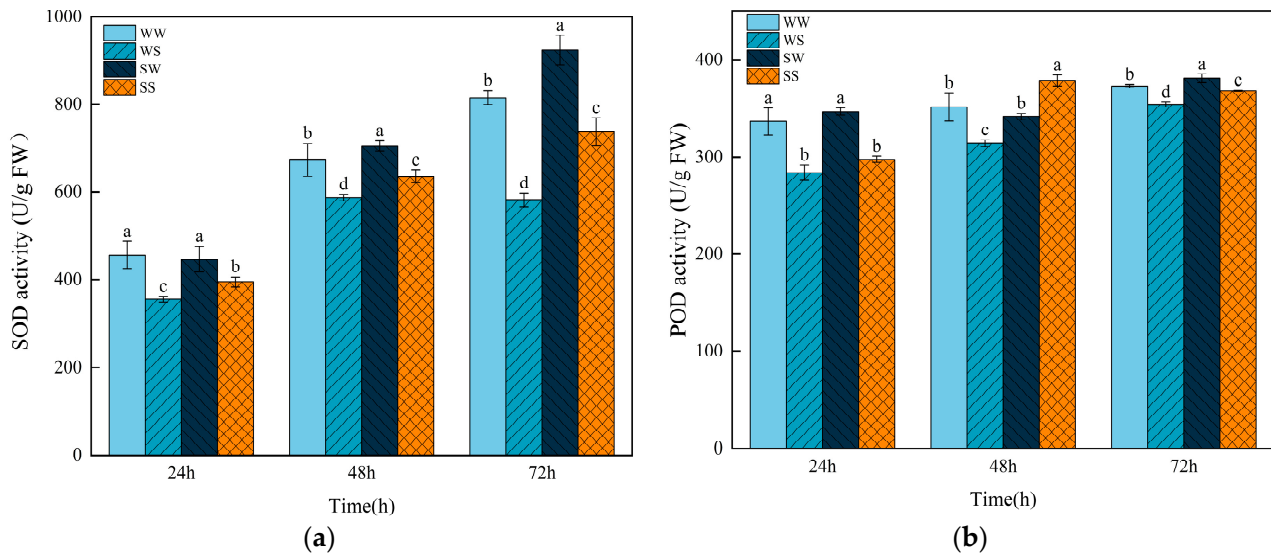 1000
800
600
400
200
0
SOD activity (U/g FW)
WW
WS
SW
SS
a
c
a
b
b
d
a
c
b
d
a
c
24h
48h
72h
Time(h)
(a)
400
300
200
100
0
POD activity (U/g FW)
WW
WS
SW
SS
a
b
a
b
b
c
b
a
b
d
a
c
24h
48h
72h
Time(h)
(b)